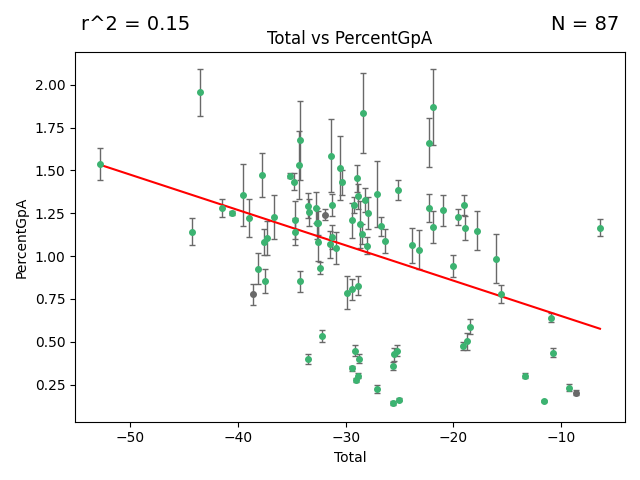 r^2 = 0.15
N = 87
Total vs PercentGpA
PercentGpA
2.00
1.75
1.50
1.25
1.00
0.75
0.50
0.25
−50
−40
−30
−20
−10
Total